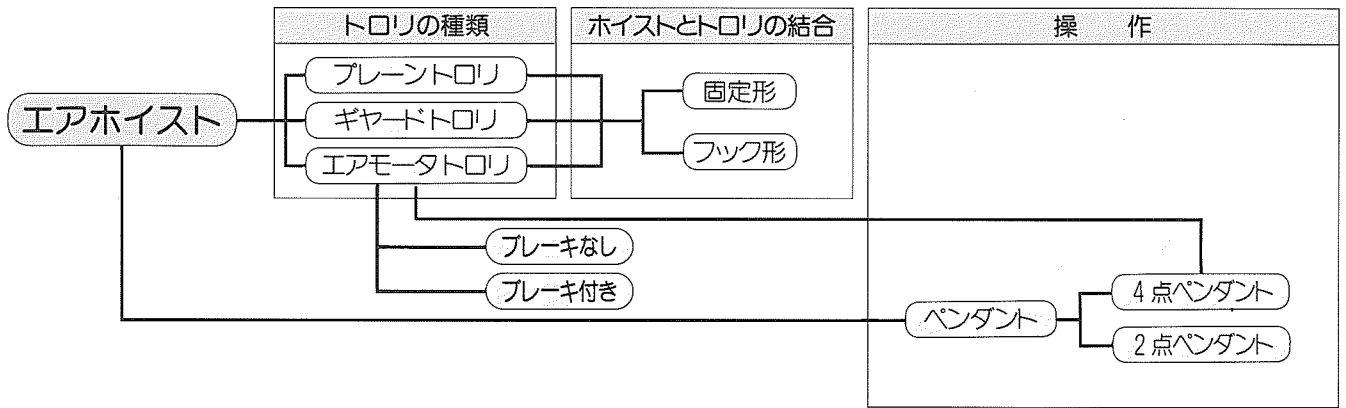 トロリの種類
ホイストとトロリの結合
操 作
エアホイスト
プレーントロリ
ギヤードトロリ
エアモータトロリ
固定形
フック形
ブレーキなし
ブレーキ付き
ペンダント
4点ペンダント
2点ペンダント